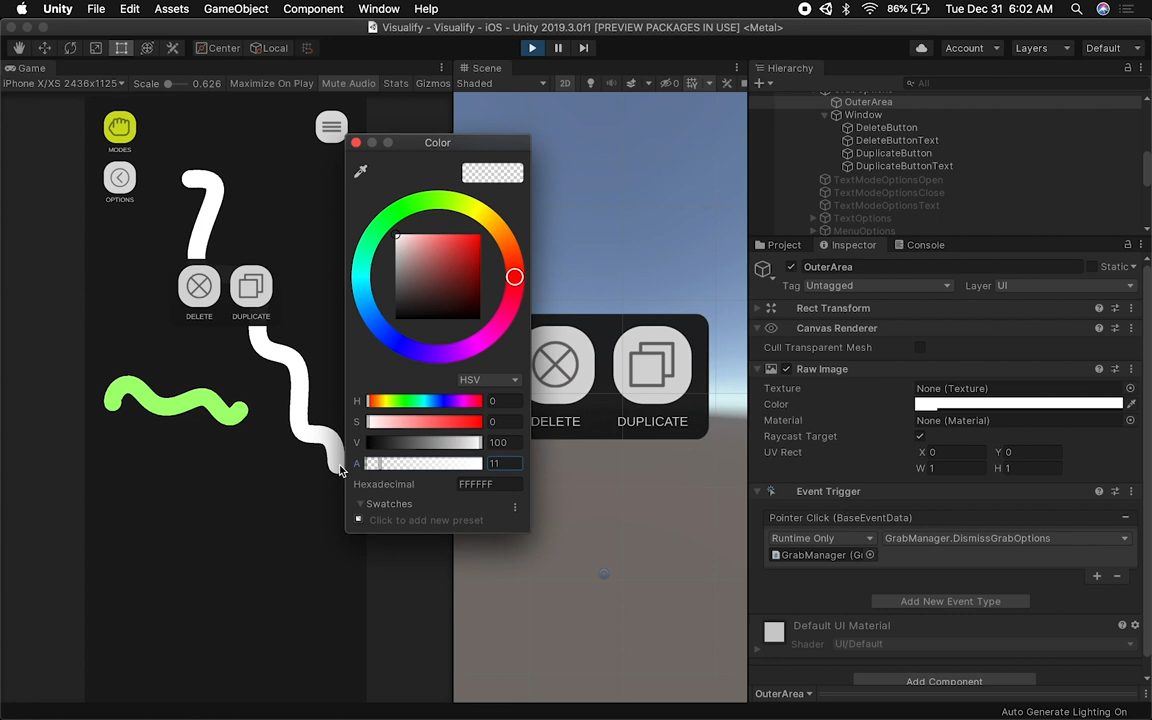 Unity File Edit Assets GameObject Component Window Help 86% Tue Dec 31 6:02 AM
Visualify - Visualify - iOS - Unity 2019.3.0f1 [PREVIEW PACKAGES IN USE] <Metal>
Center Local Account Layers Default
Game Scene Hierarchy
iPhone X/XS 2436x1125 Scale 0.626 Maximize On Play Mute Audio Stats Gizmos Shaded 2D 0 All
OuterArea
Window
DeleteButton
DeleteButtonText
DuplicateButton
DuplicateButtonText
TextModeOptionsOpen
TextModeOptionsClose
TextModeOptionsText
TextOptions
MenuOptions
MODES
OPTIONS
DELETE DUPLICATE
Color
HSV
H 0
S 0
V 100
A 11
Hexadecimal FFFFFF
Swatches
Click to add new preset
DELETE DUPLICATE
Project Inspector Console
OuterArea Static
Tag Untagged Layer UI
Rect Transform
Canvas Renderer
Cull Transparent Mesh
Raw Image
Texture None (Texture)
Color
Material None (Material)
Raycast Target
UV Rect X 0 Y 0
W 1 H 1
Event Trigger
Pointer Click (BaseEventData)
Runtime Only GrabManager.DismissGrabOptions
GrabManager (G
Add New Event Type
Default UI Material
Shader UI/Default
Add Component
OuterArea
Auto Generate Lighting On